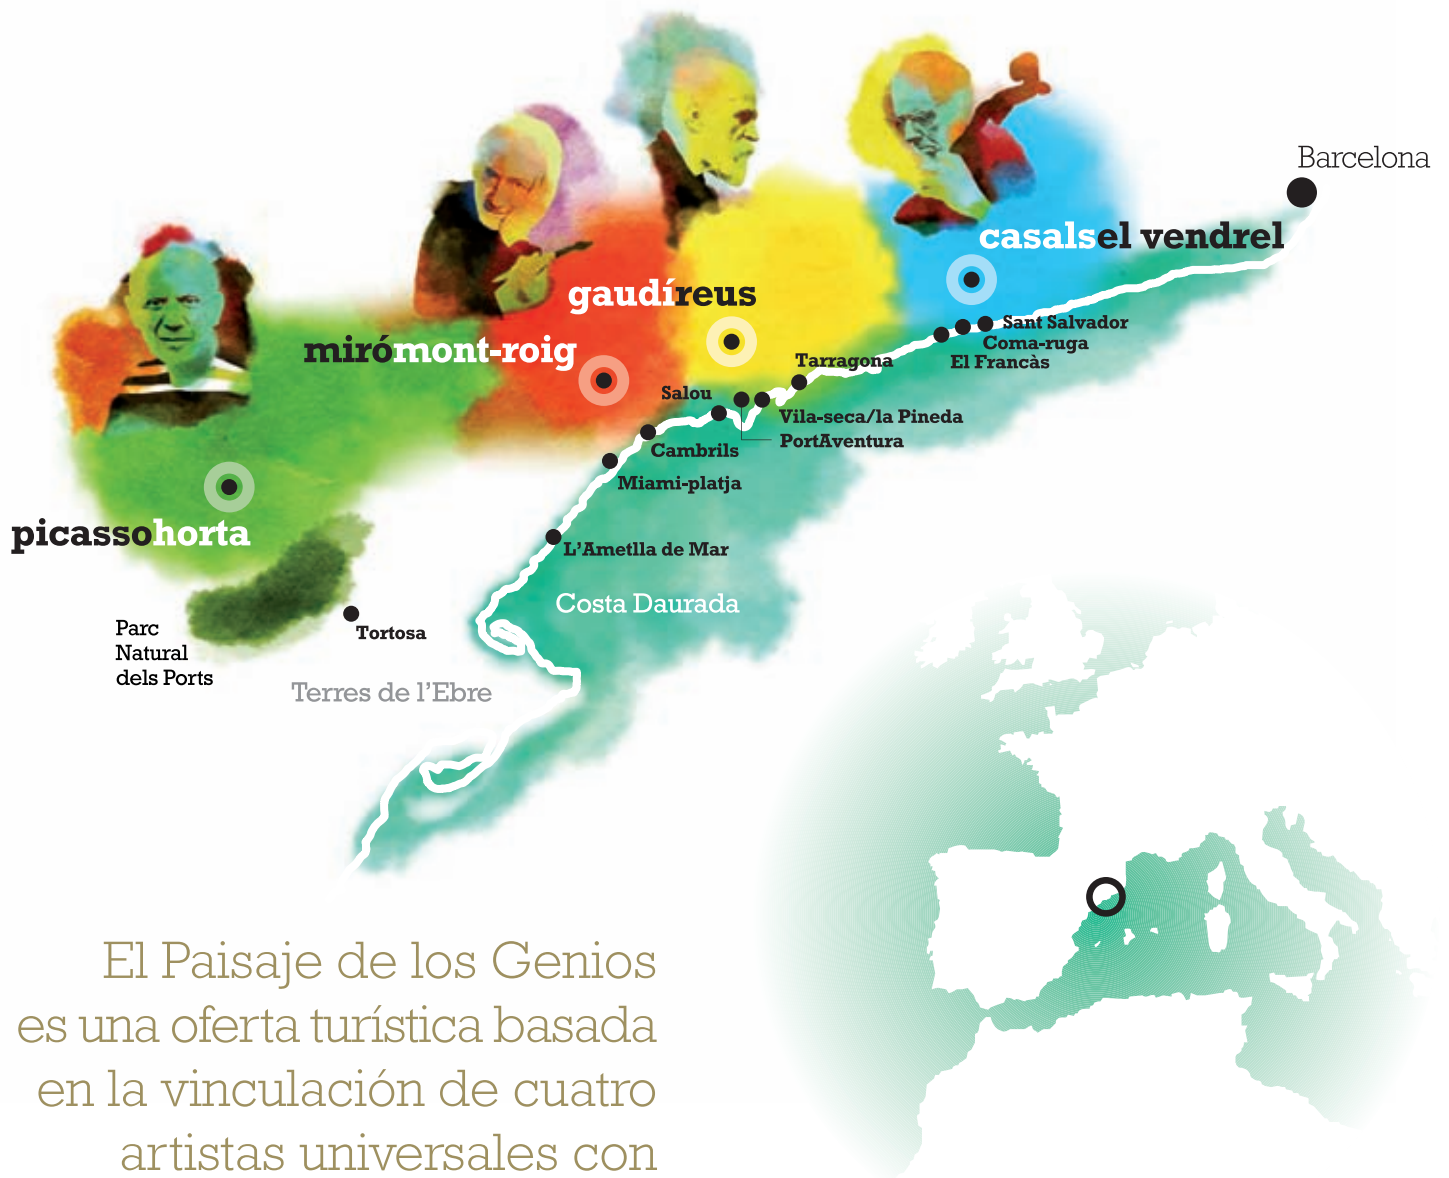 Barcelona
casalsel vendrel
gaudíreus
mirómont-roig
Sant Salvador
Coma-ruga
El Francàs
Tarragona
Salou
Vila-seca/la Pineda
PortAventura
Cambrils
Miami-platja
picassohorta
L'Ametlla de Mar
Costa Daurada
Parc
Natural
dels Ports
Tortosa
Terres de l'Ebre
El Paisaje de los Genios
es una oferta turística basada
en la vinculación de cuatro
artistas universales con